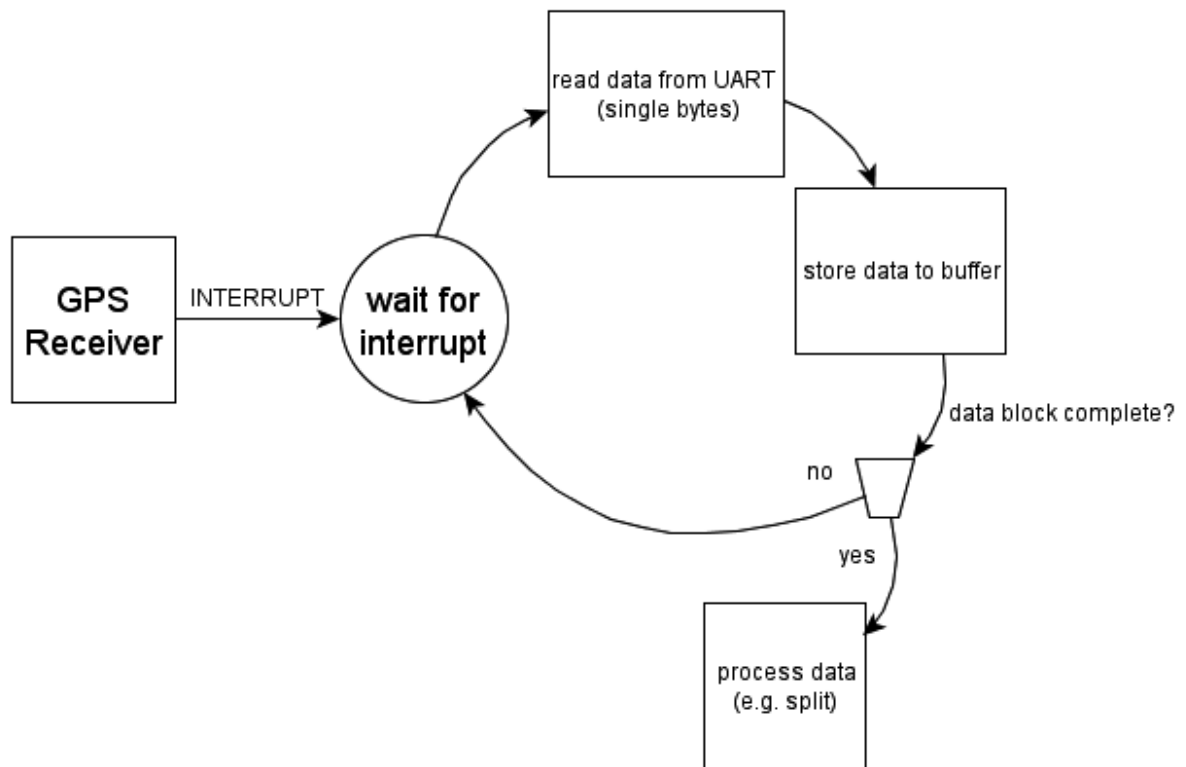 read data from UART
(single bytes)
store data to buffer
GPS
Receiver
INTERRUPT
wait for
interrupt
data block complete?
no
yes
process data
(e.g. split)